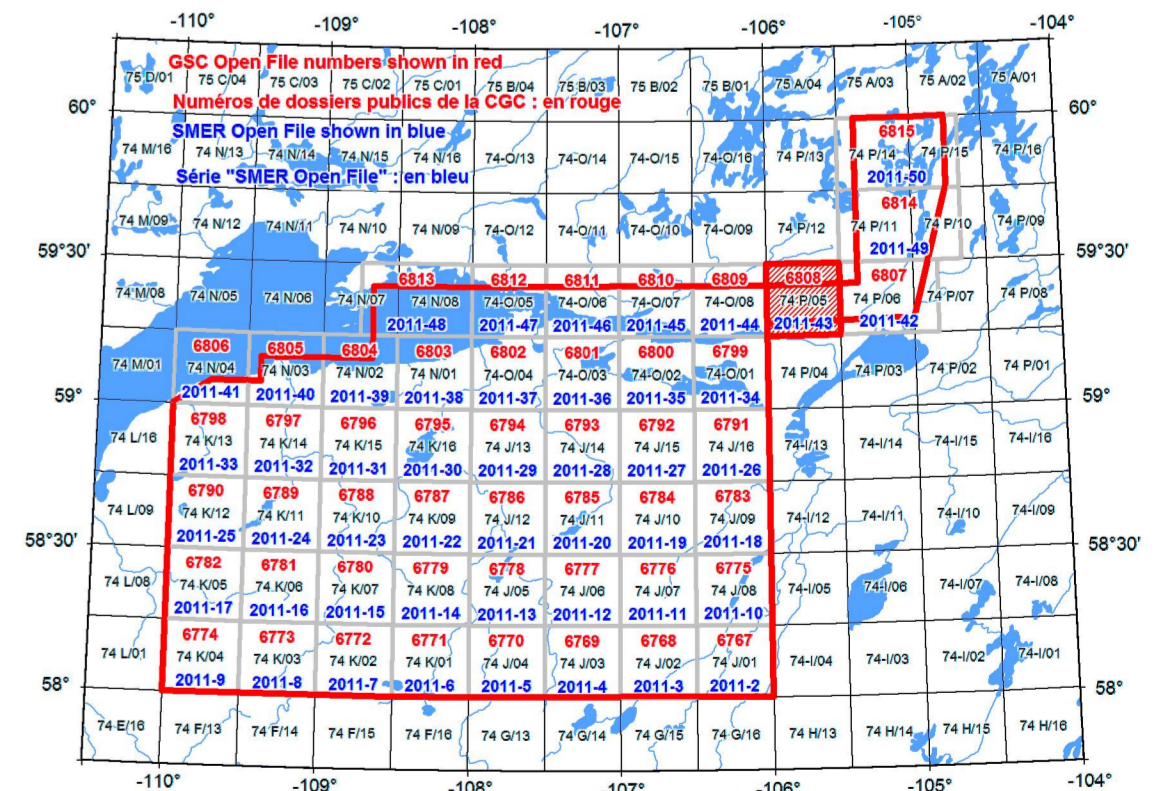 -110° -109° -108° -107° -106° -105° -104°
GSC Open File numbers shown in red
75 D/01 75 C/04 75 C/03 75 C/02 75 C/01 75 B/04 75 B/03 75 B/02 75 B/01 75 A/04 75 A/03 75 A/02 75 A/01
Numéros de dossiers publics de la CGC : en rouge
60° 60°
SMER Open File shown in blue
6815
74 M/16 74 N/13 74 N/14 74 N/15 74 N/16 74-O/13 74-O/14 74-O/15 74-O/16 74 P/13 74 P/14 74 P/15 74 P/16
Série "SMER Open File" : en bleu
2011-50
6814
74 M/09 74 N/12 74 N/11 74 N/10 74 N/09 74-O/12 74-O/11 74-O/10 74-O/09 74 P/12 74 P/11 74 P/10 74 P/09
2011-49
59°30' 59°30'
6813 6812 6811 6810 6809 6808 6807
74 M/08 74 N/05 74 N/06 74 N/07 74 N/08 74-O/05 74-O/06 74-O/07 74-O/08 74 P/05 74 P/06 74 P/07 74 P/08
2011-48 2011-47 2011-46 2011-45 2011-44 2011-43 2011-42
6806 6805 6804 6803 6802 6801 6800 6799
74 M/01 74 N/04 74 N/03 74 N/02 74 N/01 74-O/04 74-O/03 74-O/02 74-O/01 74 P/04 74 P/03 74 P/02 74 P/01
2011-41 2011-40 2011-39 2011-38 2011-37 2011-36 2011-35 2011-34
59° 59°
6798 6797 6796 6795 6794 6793 6792 6791
74 L/16 74 K/13 74 K/14 74 K/15 74 K/16 74 J/13 74 J/14 74 J/15 74 J/16 74-I/13 74-I/14 74-I/15 74-I/16
2011-33 2011-32 2011-31 2011-30 2011-29 2011-28 2011-27 2011-26
6790 6789 6788 6787 6786 6785 6784 6783
74 L/09 74 K/12 74 K/11 74 K/10 74 K/09 74 J/12 74 J/11 74 J/10 74 J/09 74-I/12 74-I/11 74-I/10 74-I/09
2011-25 2011-24 2011-23 2011-22 2011-21 2011-20 2011-19 2011-18
58°30' 58°30'
6782 6781 6780 6779 6778 6777 6776 6775
74 L/08 74 K/05 74 K/06 74 K/07 74 K/08 74 J/05 74 J/06 74 J/07 74 J/08 74-I/05 74-I/06 74-I/07 74-I/08
2011-17 2011-16 2011-15 2011-14 2011-13 2011-12 2011-11 2011-10
6774 6773 6772 6771 6770 6769 6768 6767
74 L/01 74 K/04 74 K/03 74 K/02 74 K/01 74 J/04 74 J/03 74 J/02 74 J/01 74-I/04 74-I/03 74-I/02 74-I/01
2011-9 2011-8 2011-7 2011-6 2011-5 2011-4 2011-3 2011-2
58° 58°
74 E/16 74 F/13 74 F/14 74 F/15 74 F/16 74 G/13 74 G/14 74 G/15 74 G/16 74 H/13 74 H/14 74 H/15 74 H/16
-110° -109° -108° -107° -106° -105° -104°